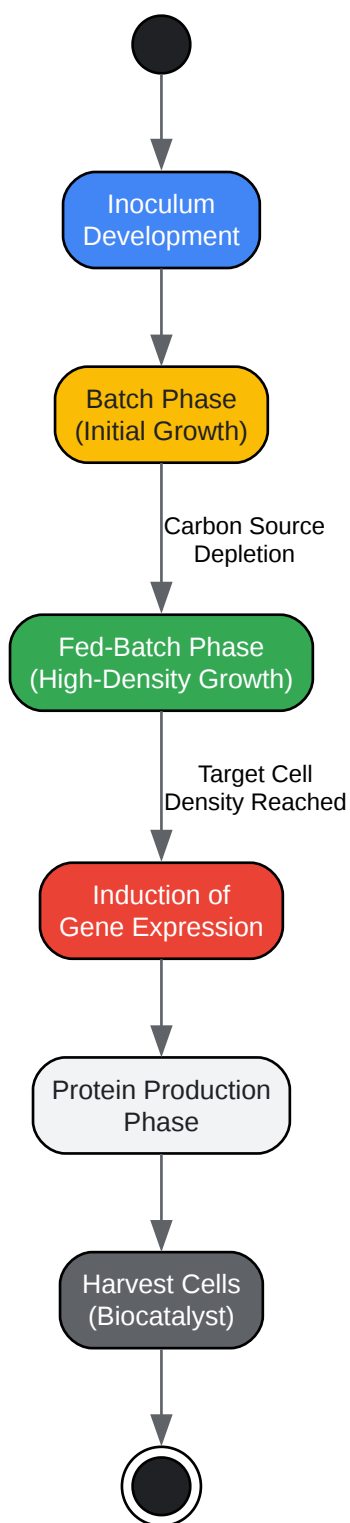 Inoculum
Development
Batch Phase
(Initial Growth)
Carbon Source
Depletion
Fed-Batch Phase
(High-Density Growth)
Target Cell
Density Reached
Induction of
Gene Expression
Protein Production
Phase
Harvest Cells
(Biocatalyst)